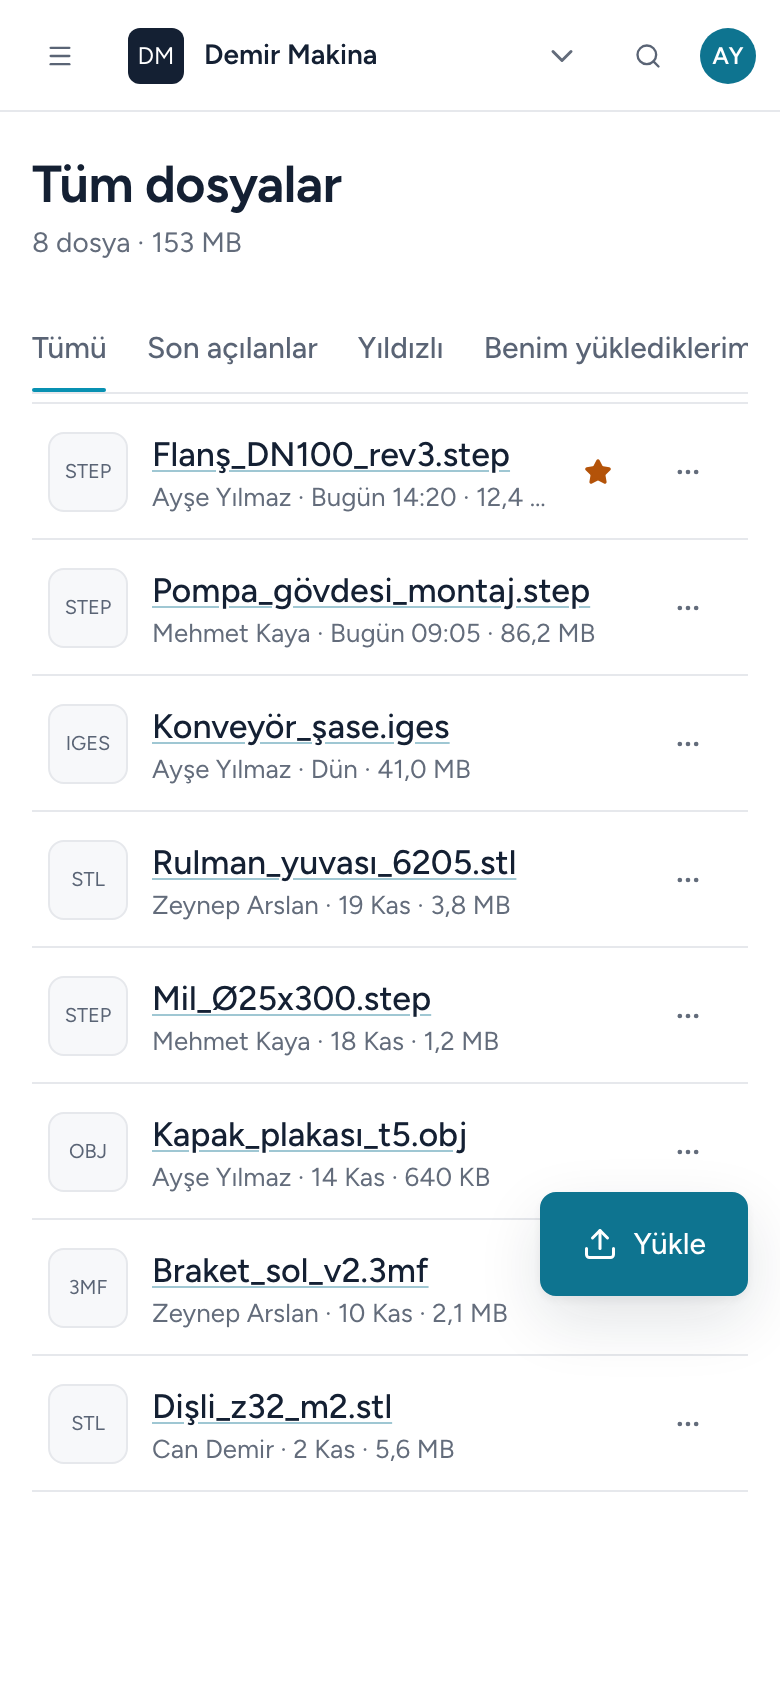 DM Demir Makina AY
Tüm dosyalar
8 dosya · 153 MB
Tümü Son açılanlar Yıldızlı Benim yüklediklerim
STEP Flanş_DN100_rev3.step
Ayşe Yılmaz · Bugün 14:20 · 12,4 ...
STEP Pompa_gövdesi_montaj.step
Mehmet Kaya · Bugün 09:05 · 86,2 MB
IGES Konveyör_şase.iges
Ayşe Yılmaz · Dün · 41,0 MB
STL Rulman_yuvası_6205.stl
Zeynep Arslan · 19 Kas · 3,8 MB
STEP Mil_Ø25x300.step
Mehmet Kaya · 18 Kas · 1,2 MB
OBJ Kapak_plakası_t5.obj
Ayşe Yılmaz · 14 Kas · 640 KB
Yükle
3MF Braket_sol_v2.3mf
Zeynep Arslan · 10 Kas · 2,1 MB
STL Dişli_z32_m2.stl
Can Demir · 2 Kas · 5,6 MB